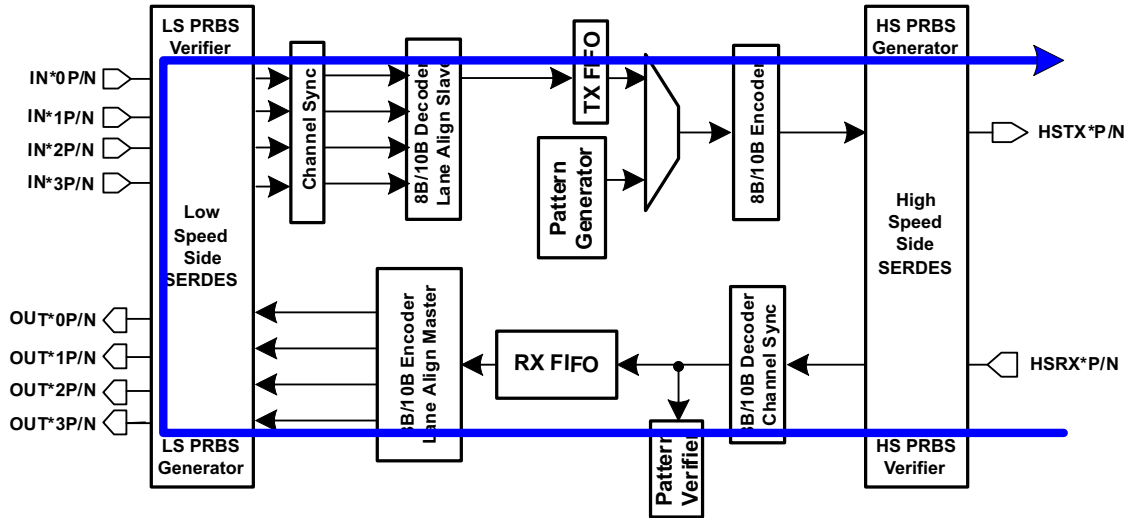 LS PRBS
Verifier
IN*0P/N
IN*1P/N
IN*2P/N
IN*3P/N
Low
Speed
Side
SERDES
OUT*0P/N
OUT*1P/N
OUT*2P/N
OUT*3P/N
LS PRBS
Generator
Channel Sync
8B/10B Decoder
Lane Align Slave
TX FIFO
Pattern
Generator
8B/10B Encoder
HS PRBS
Generator
HSTX*P/N
High
Speed
Side
SERDES
HSRX*P/N
HS PRBS
Verifier
8B/10B Encoder
Lane Align Master
RX FIFO
Pattern
Verifier
8B/10B Decoder
Channel Sync